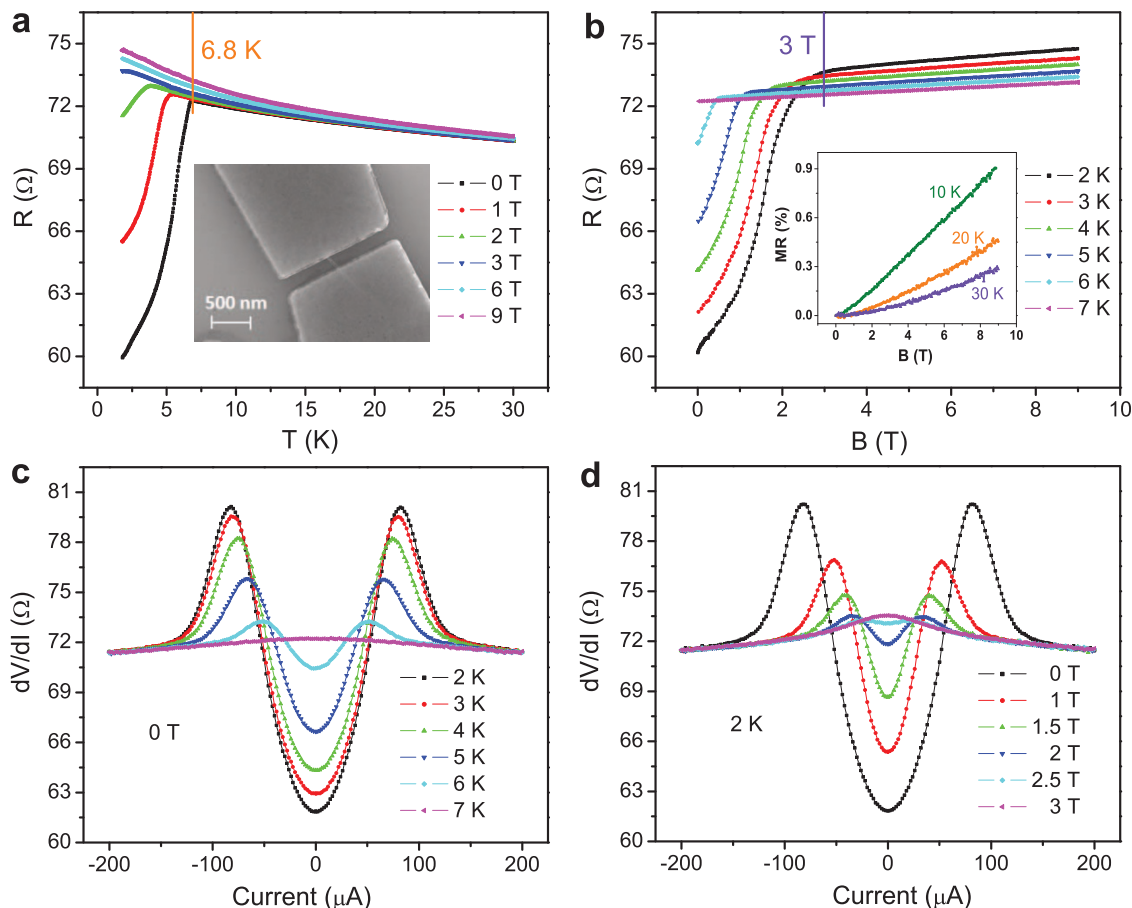 a
6.8 K
75
72
69
66
63
60
R (Ω)
0 5 10 15 20 25 30
T (K)
500 nm
0 T
1 T
2 T
3 T
6 T
9 T
b
3 T
75
72
69
66
63
60
R (Ω)
0 2 4 6 8 10
B (T)
2 K
3 K
4 K
5 K
6 K
7 K
MR (%)
0.9
0.6
0.3
0.0
10 K
20 K
30 K
0 2 4 6 8 10
B (T)
c
81
78
75
72
69
66
63
60
dV/dI (Ω)
0 T
2 K
3 K
4 K
5 K
6 K
7 K
-200 -100 0 100 200
Current (μA)
d
81
78
75
72
69
66
63
60
dV/dI (Ω)
2 K
0 T
1 T
1.5 T
2 T
2.5 T
3 T
-200 -100 0 100 200
Current (μA)